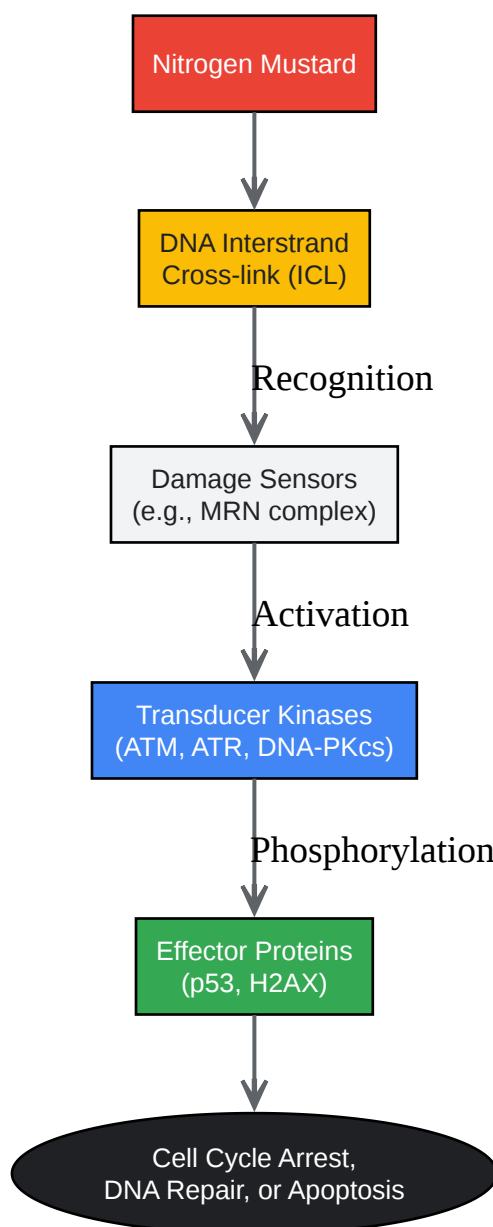 Nitrogen Mustard
DNA Interstrand
Cross-link (ICL)
Recognition
Damage Sensors
(e.g., MRN complex)
Activation
Transducer Kinases
(ATM, ATR, DNA-PKcs)
Phosphorylation
Effector Proteins
(p53, H2AX)
Cell Cycle Arrest,
DNA Repair, or Apoptosis